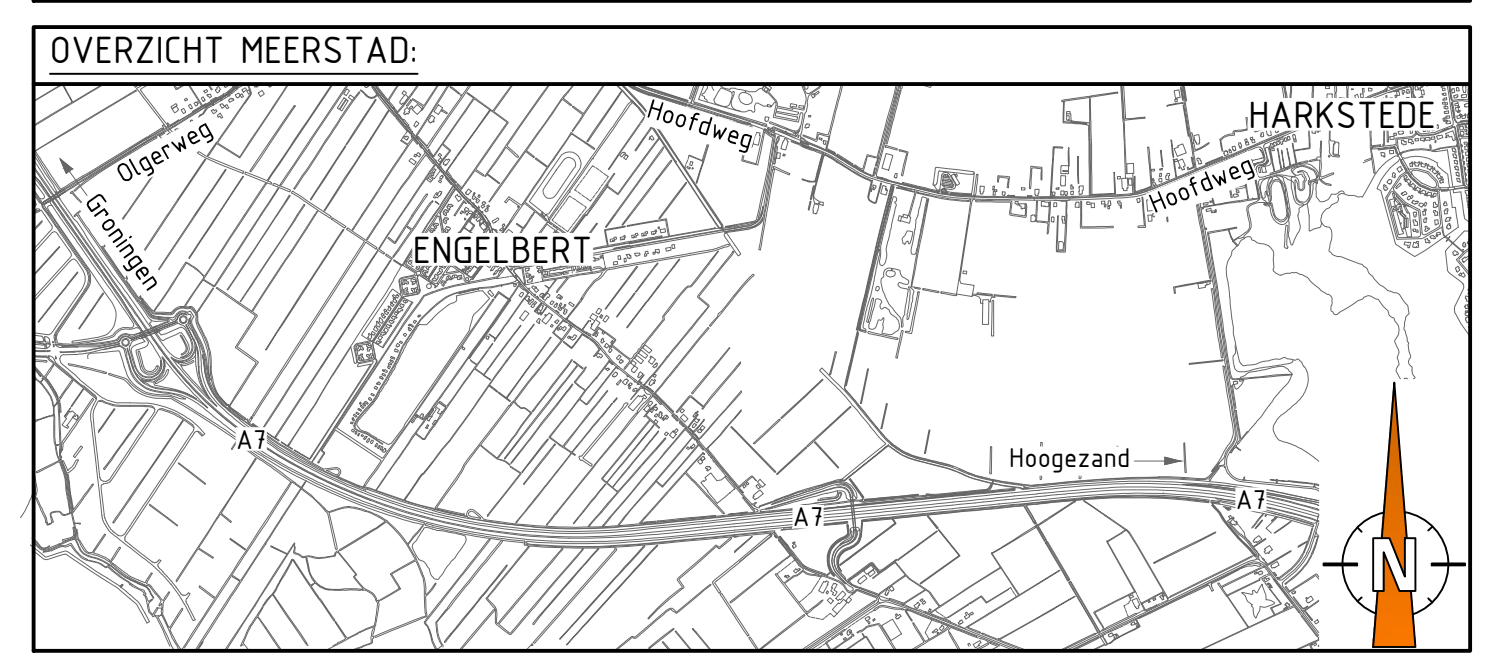 OVERZICHT MEERSTAD:
Hoofdweg
HARKSTEDE
Olgerweg
Hoofdweg
Groningen
ENGELBERT
A7
Hoogezand
A7
A7
N